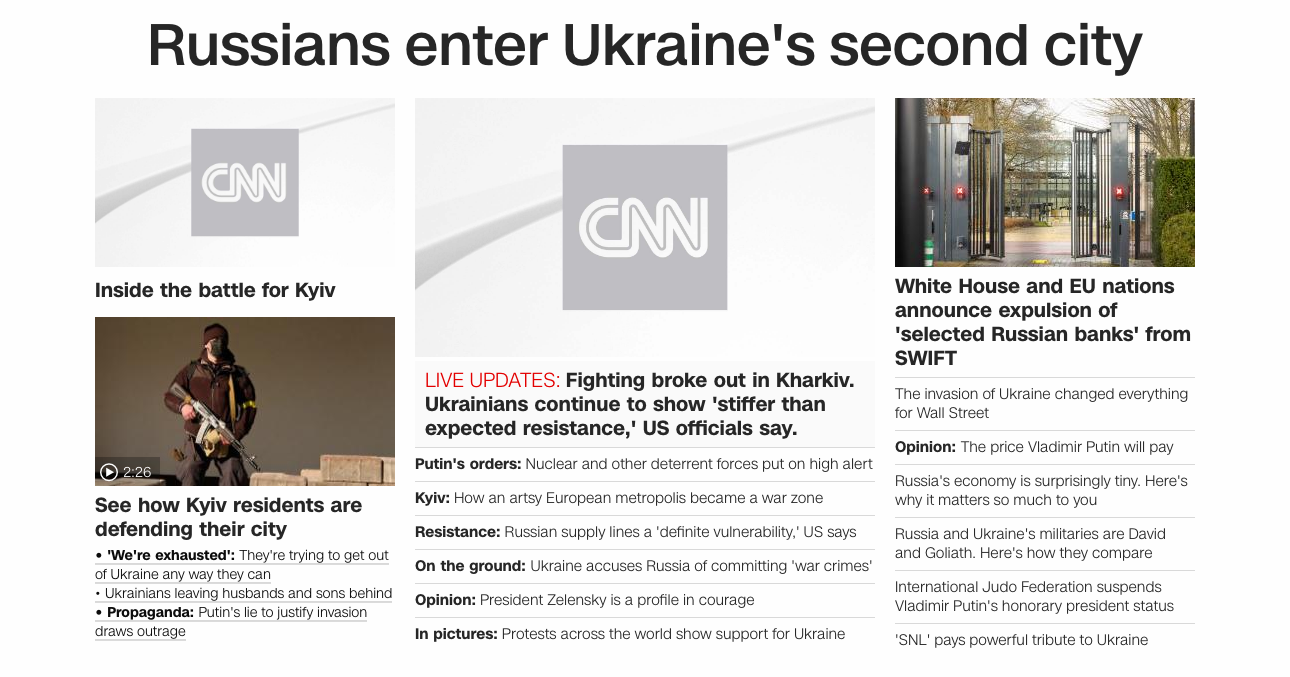 Russians enter Ukraine's second city
CNN
Inside the battle for Kyiv
2:26
See how Kyiv residents are
defending their city
• 'We're exhausted': They're trying to get out
of Ukraine any way they can
• Ukrainians leaving husbands and sons behind
• Propaganda: Putin's lie to justify invasion
draws outrage
CNN
LIVE UPDATES: Fighting broke out in Kharkiv.
Ukrainians continue to show 'stiffer than
expected resistance,' US officials say.
Putin's orders: Nuclear and other deterrent forces put on high alert
Kyiv: How an artsy European metropolis became a war zone
Resistance: Russian supply lines a 'definite vulnerability,' US says
On the ground: Ukraine accuses Russia of committing 'war crimes'
Opinion: President Zelensky is a profile in courage
In pictures: Protests across the world show support for Ukraine
White House and EU nations
announce expulsion of
'selected Russian banks' from
SWIFT
The invasion of Ukraine changed everything
for Wall Street
Opinion: The price Vladimir Putin will pay
Russia's economy is surprisingly tiny. Here's
why it matters so much to you
Russia and Ukraine's militaries are David
and Goliath. Here's how they compare
International Judo Federation suspends
Vladimir Putin's honorary president status
'SNL' pays powerful tribute to Ukraine